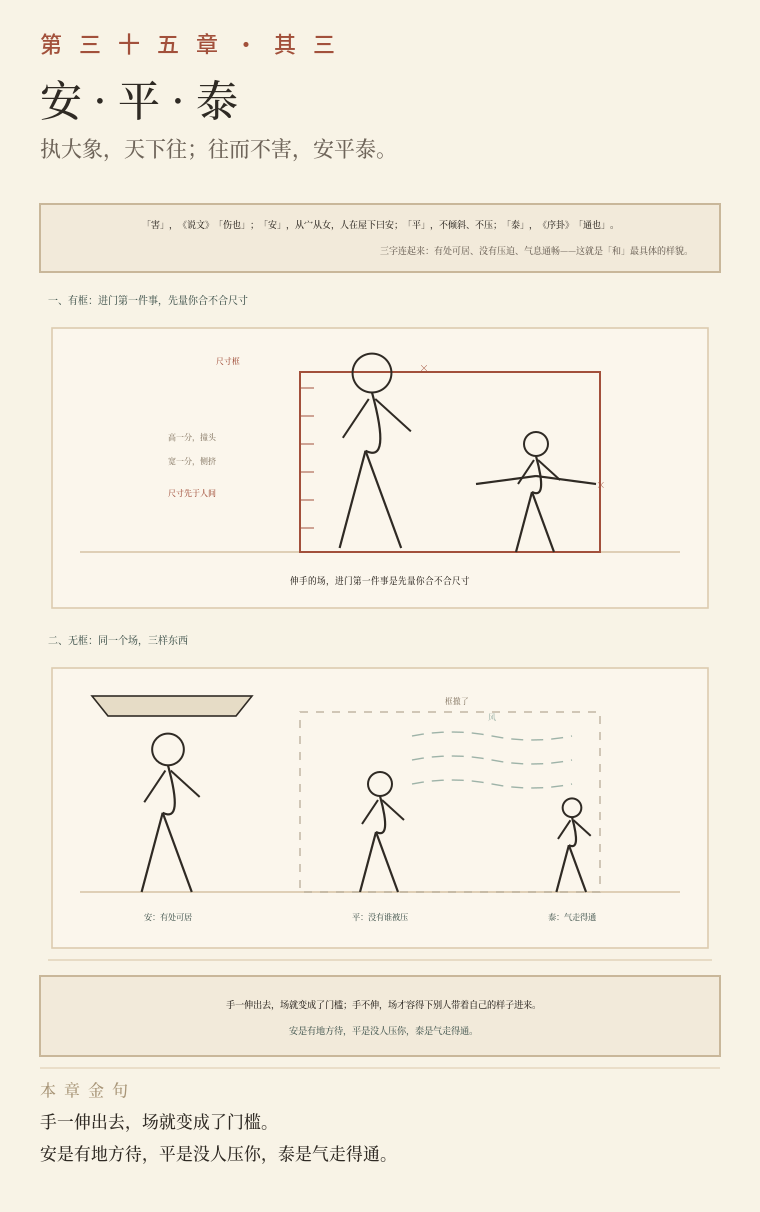 第三十五章·其三
安·平·泰
执大象，天下往；往而不害，安平泰。
「害」，《说文》「伤也」；「安」，从宀从女，人在屋下曰安；「平」，不倾斜、不压；「泰」，《序卦》「通也」。
三字连起来：有处可居、没有压迫、气息通畅——这就是「和」最具体的样貌。
一、有框：进门第一件事，先量你合不合尺寸
尺寸框
高一分，撞头
宽一分，侧挤
尺寸先于人间
伸手的场，进门第一件事是先量你合不合尺寸
二、无框：同一个场，三样东西
框撤了
风
安：有处可居
平：没有谁被压
泰：气走得通
手一伸出去，场就变成了门槛；手不伸，场才容得下别人带着自己的样子进来。
安是有地方待，平是没人压你，泰是气走得通。
本章金句
手一伸出去，场就变成了门槛。
安是有地方待，平是没人压你，泰是气走得通。